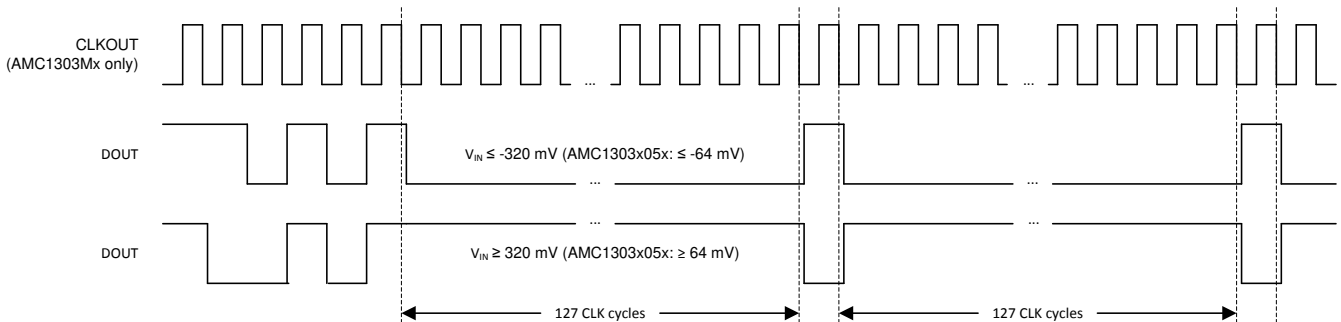 CLKOUT
(AMC1303Mx only)
... ...
DOUT
VIN ≤ -320 mV (AMC1303x05x: ≤ -64 mV)
... ...
DOUT
... ...
VIN ≥ 320 mV (AMC1303x05x: ≥ 64 mV)
127 CLK cycles 127 CLK cycles